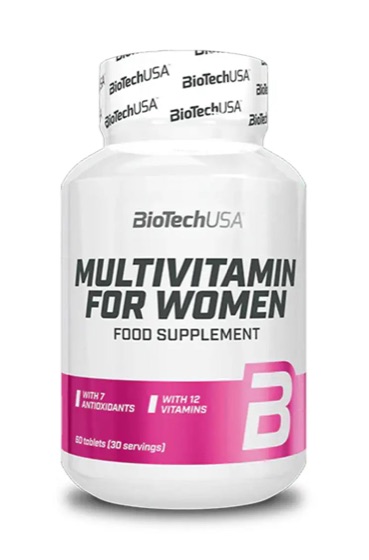 BioTechUSA
BioTechUSA
BioTechUSA
BioTechUSA
MULTIVITAMIN
FOR WOMEN
FOOD SUPPLEMENT
WITH 7
ANTIOXIDANTS
WITH 12
VITAMINS
B
60 tablets (30 servings)